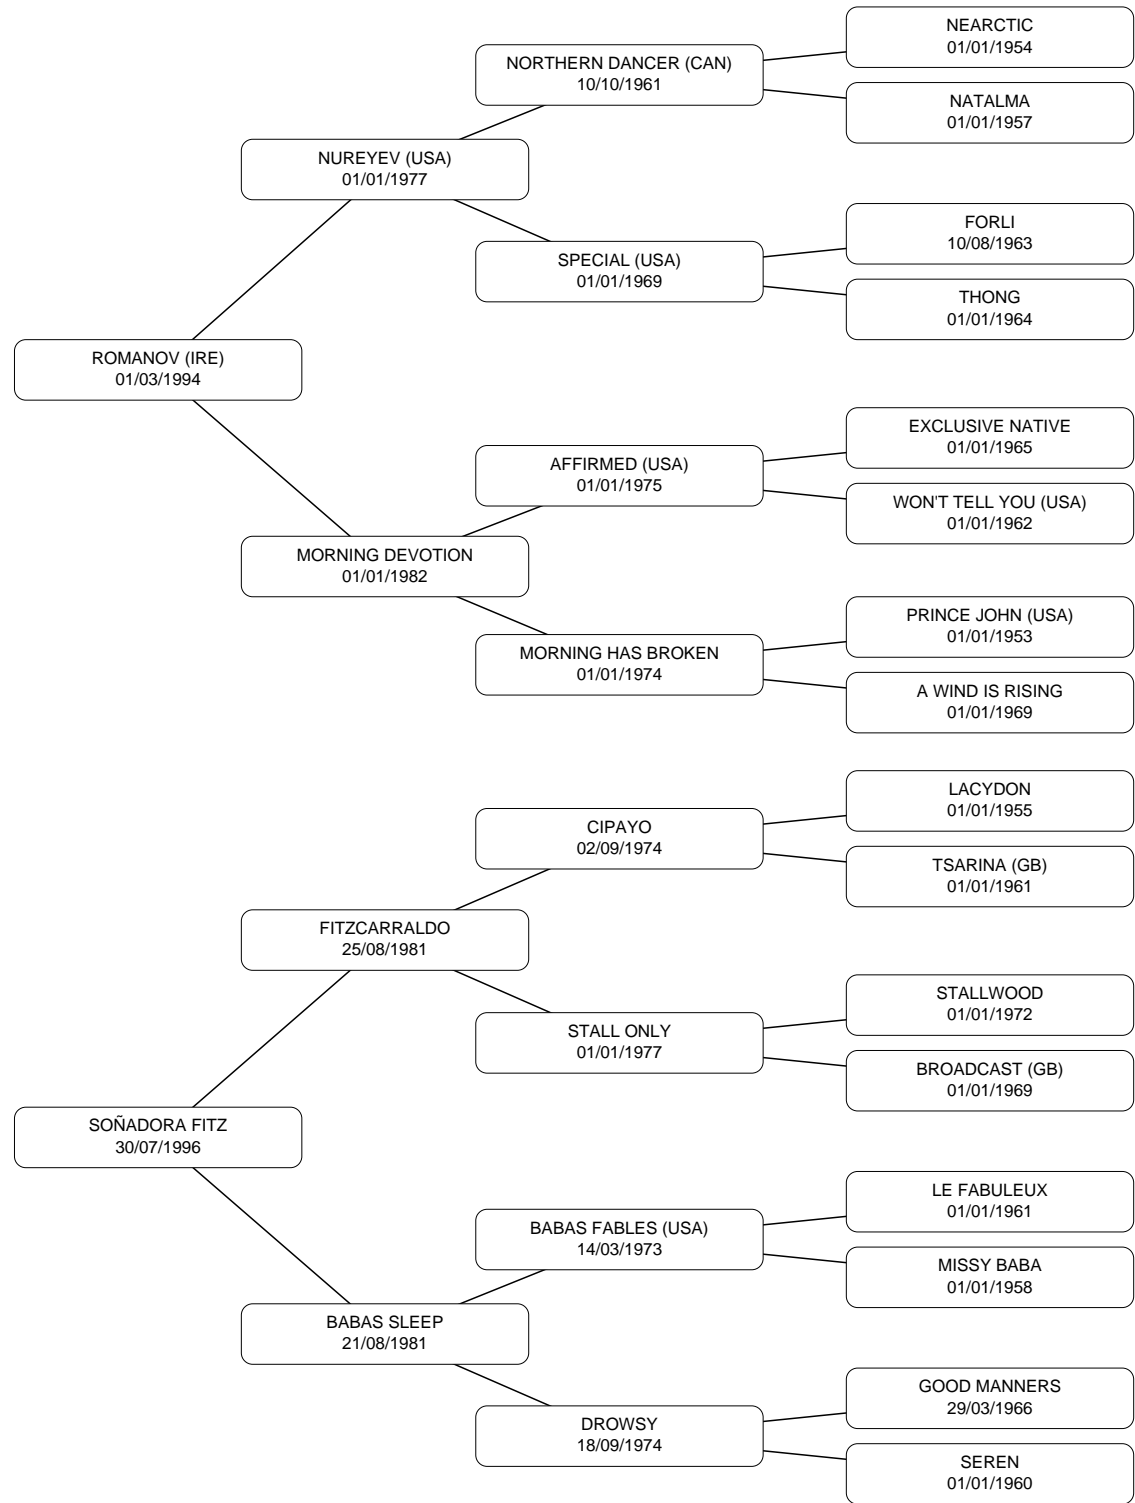 NEARCTIC
01/01/1954
NORTHERN DANCER (CAN)
10/10/1961
NATALMA
01/01/1957
NUREYEV (USA)
01/01/1977
FORLI
10/08/1963
SPECIAL (USA)
01/01/1969
THONG
01/01/1964
ROMANOV (IRE)
01/03/1994
EXCLUSIVE NATIVE
01/01/1965
AFFIRMED (USA)
01/01/1975
WON'T TELL YOU (USA)
01/01/1962
MORNING DEVOTION
01/01/1982
PRINCE JOHN (USA)
01/01/1953
MORNING HAS BROKEN
01/01/1974
A WIND IS RISING
01/01/1969
LACYDON
01/01/1955
CIPAYO
02/09/1974
TSARINA (GB)
01/01/1961
FITZCARRALDO
25/08/1981
STALLWOOD
01/01/1972
STALL ONLY
01/01/1977
BROADCAST (GB)
01/01/1969
SOÑADORA FITZ
30/07/1996
LE FABULEUX
01/01/1961
BABAS FABLES (USA)
14/03/1973
MISSY BABA
01/01/1958
BABAS SLEEP
21/08/1981
GOOD MANNERS
29/03/1966
DROWSY
18/09/1974
SEREN
01/01/1960